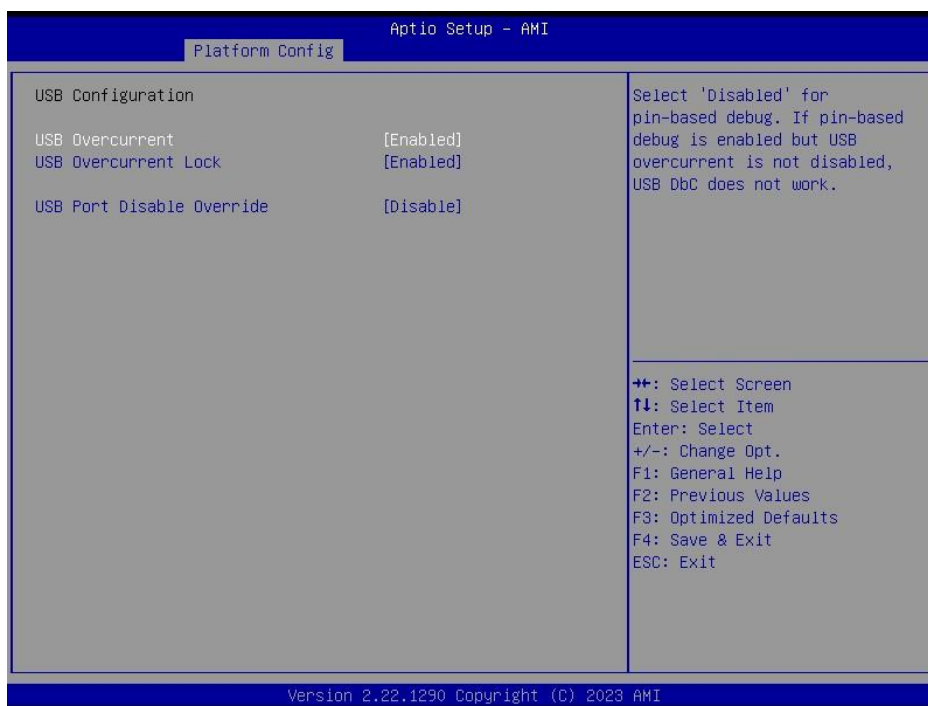 Aptio Setup – AMI
Platform Config
USB Configuration
USB Overcurrent [Enabled]
USB Overcurrent Lock [Enabled]
USB Port Disable Override [Disable]
Select 'Disabled' for
pin-based debug. If pin-based
debug is enabled but USB
overcurrent is not disabled,
USB DbC does not work.
→←: Select Screen
↑↓: Select Item
Enter: Select
+/-: Change Opt.
F1: General Help
F2: Previous Values
F3: Optimized Defaults
F4: Save & Exit
ESC: Exit
Version 2.22.1290 Copyright (C) 2023 AMI